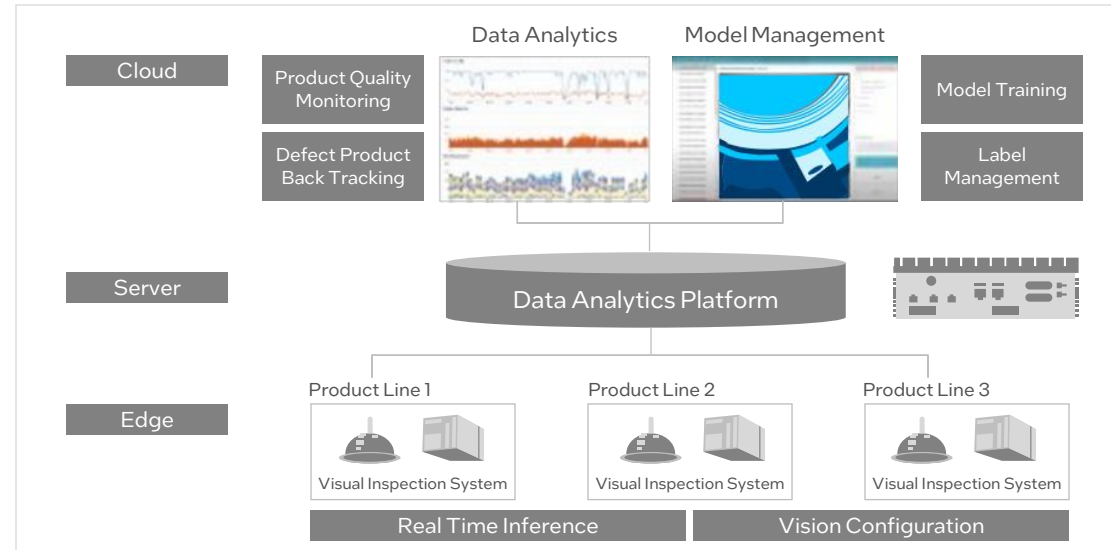 Data Analytics
Model Management
Cloud
Product Quality
Monitoring
Model Training
Defect Product
Back Tracking
Label
Management
Server
Data Analytics Platform
Product Line 1
Product Line 2
Product Line 3
Edge
Visual Inspection System
Visual Inspection System
Visual Inspection System
Real Time Inference
Vision Configuration